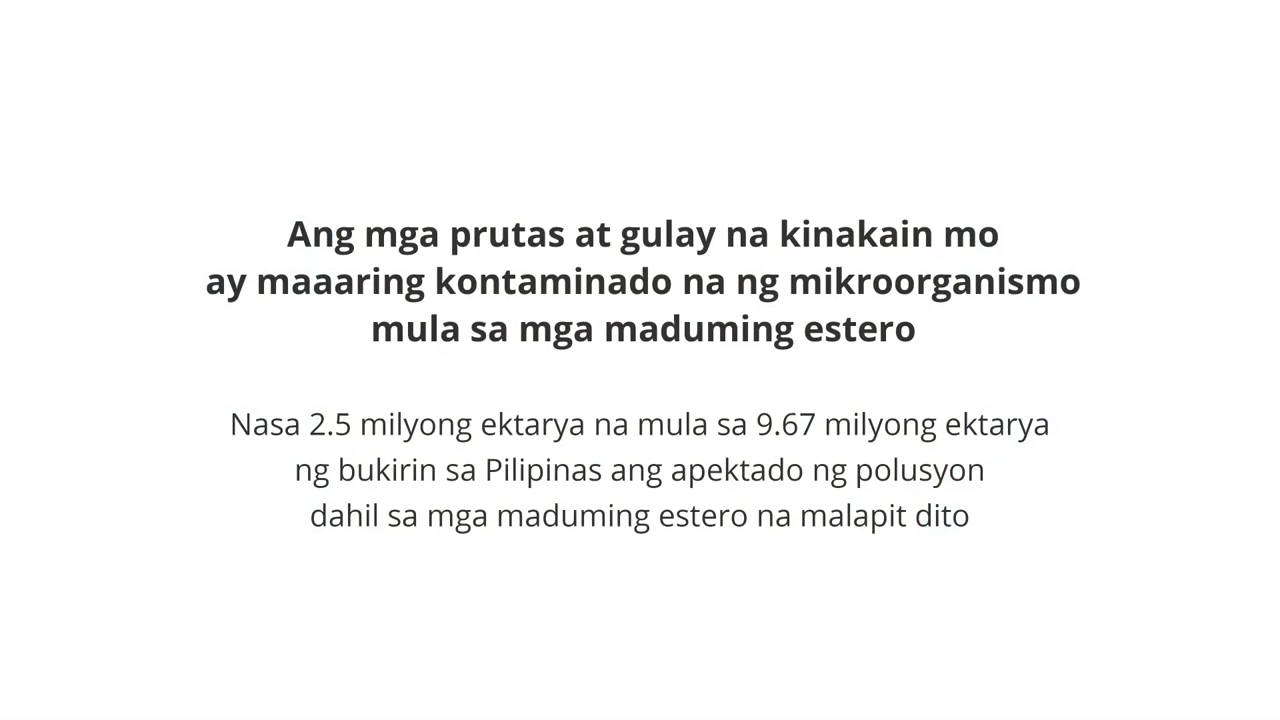 Ang mga prutas at gulay na kinakain mo
ay maaaring kontaminado na ng mikroorganismo
mula sa mga maduming estero
Nasa 2.5 milyong ektarya na mula sa 9.67 milyong ektarya
ng bukirin sa Pilipinas ang apektado ng polusyon
dahil sa mga maduming estero na malapit dito